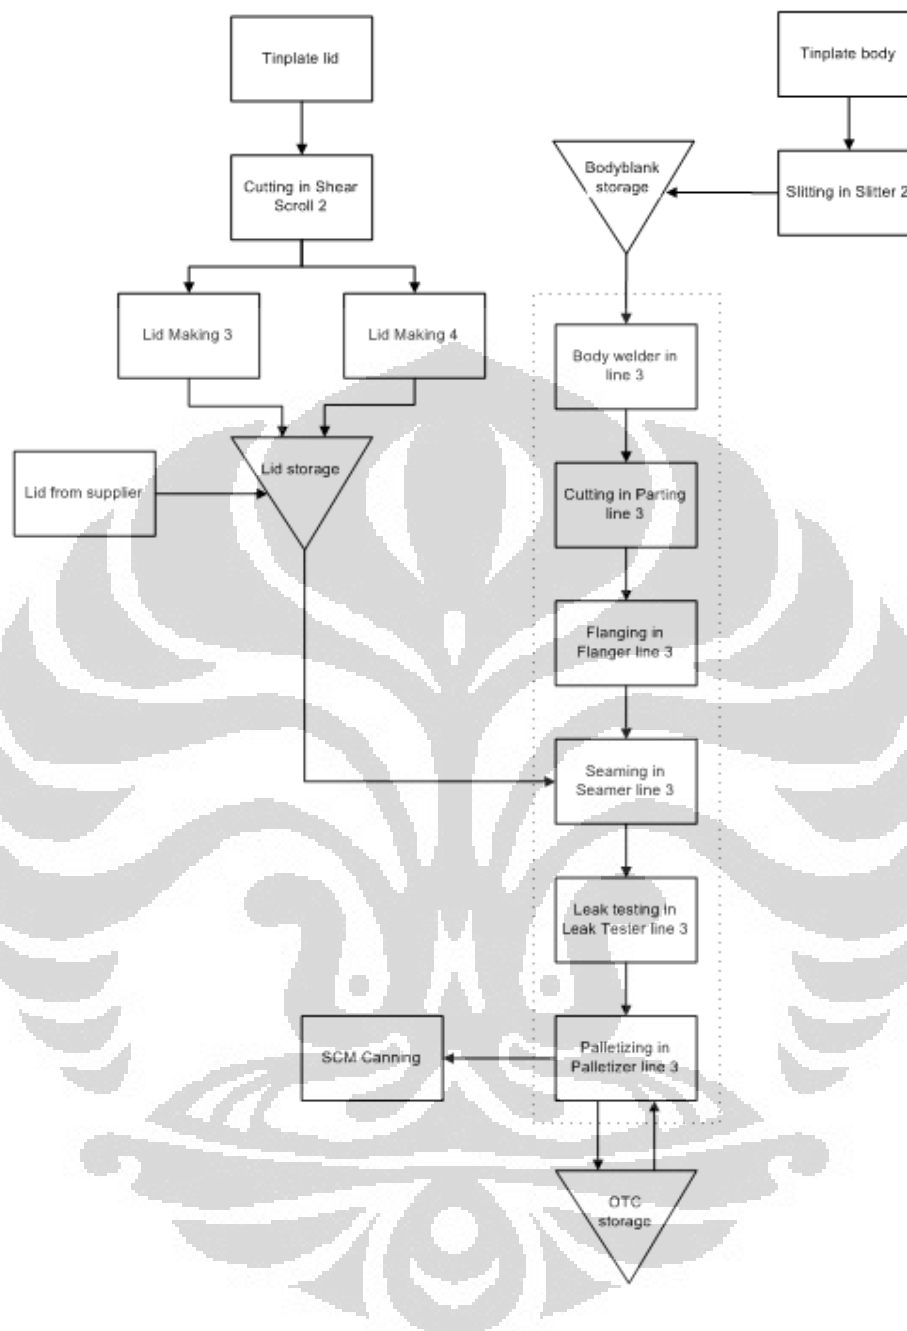 Tinplate lid
Tinplate body
Cutting in Shear
Scroll 2
Bodyblank
storage
Slitting in Slitter 2
Lid Making 3
Lid Making 4
Body welder in
line 3
Lid storage
Lid from supplier
Cutting in Parting
line 3
Flanging in
Flanger line 3
Seaming in
Seamer line 3
Leak testing in
Leak Tester line 3
SCM Canning
Palletizing in
Palletizer line 3
OTC
storage